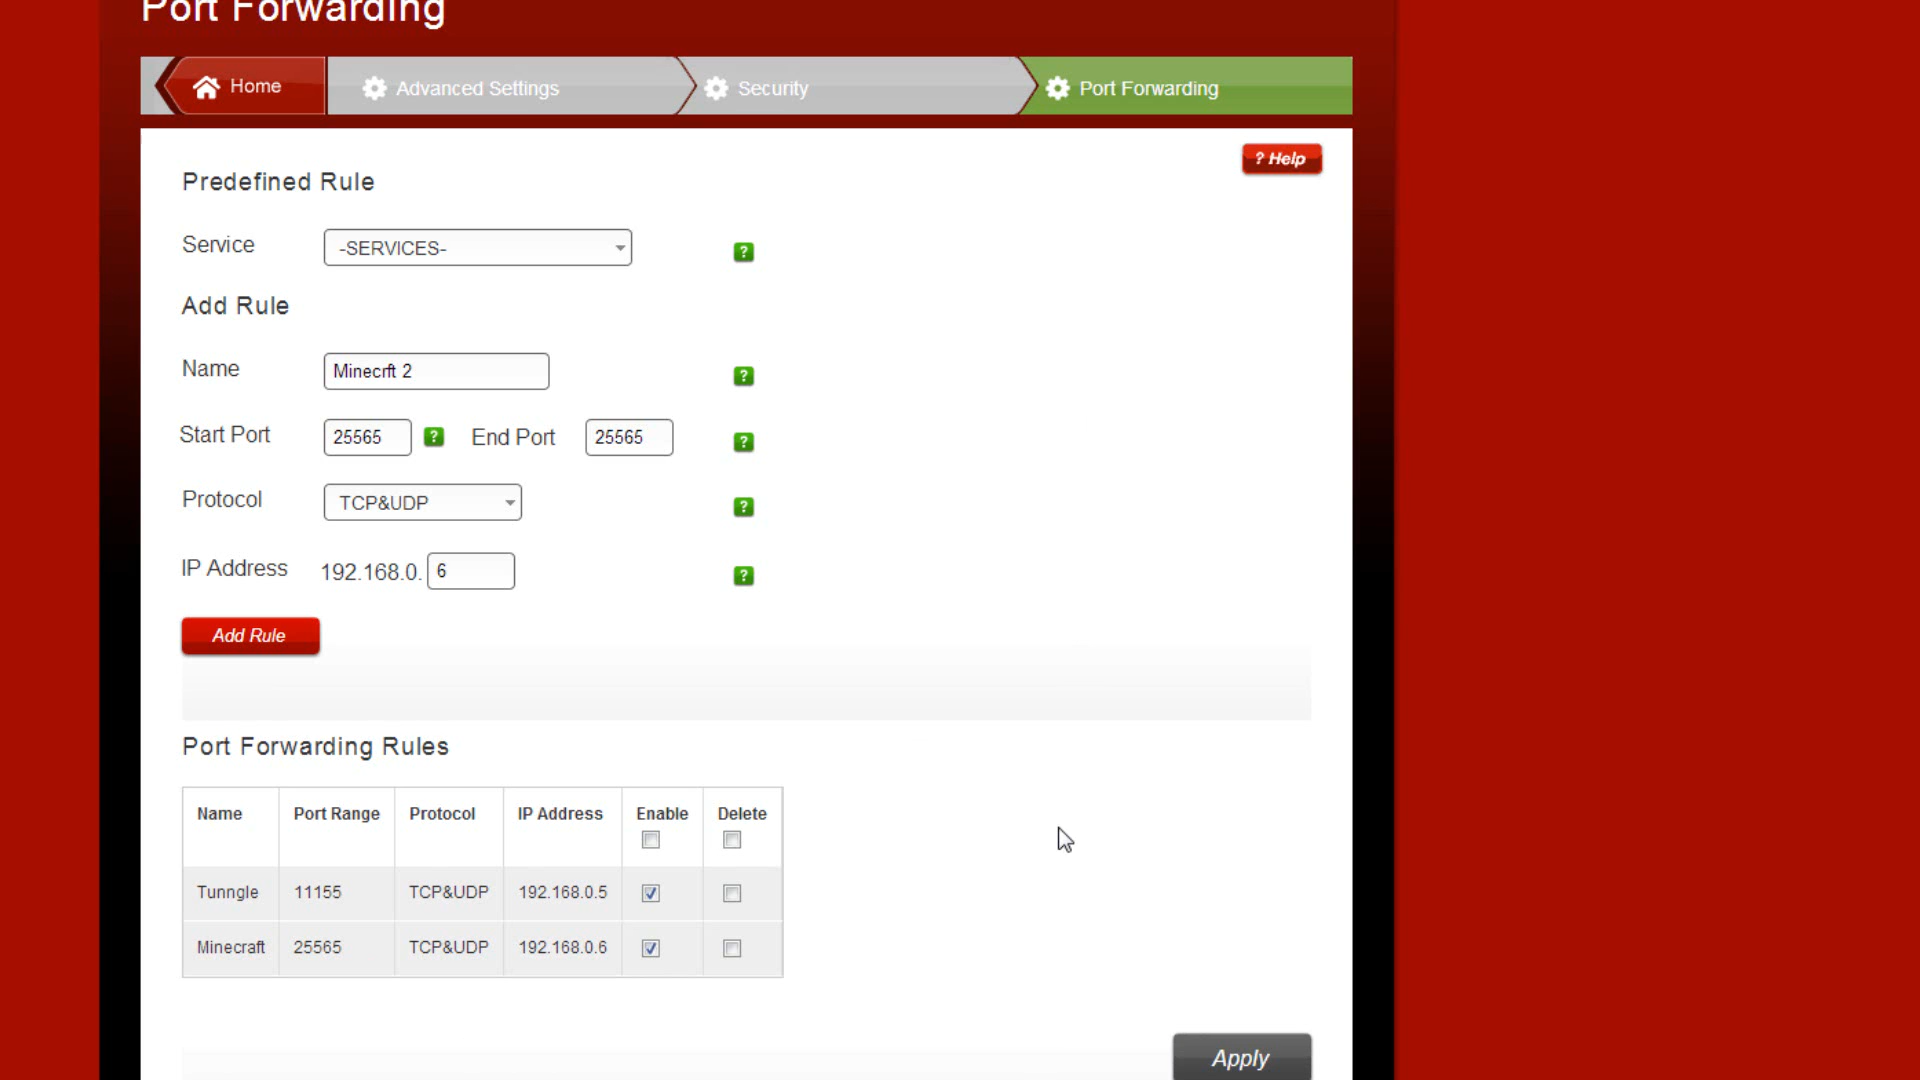 Port Forwarding
Home
Advanced Settings
Security
Port Forwarding
? Help
Predefined Rule
Service -SERVICES- ?
Add Rule
Name Minecrft 2 ?
Start Port 25565 ? End Port 25565 ?
Protocol TCP&UDP ?
IP Address 192.168.0. 6 ?
Add Rule
Port Forwarding Rules
Name Port Range Protocol IP Address Enable Delete
Tunngle 11155 TCP&UDP 192.168.0.5
Minecraft 25565 TCP&UDP 192.168.0.6
Apply